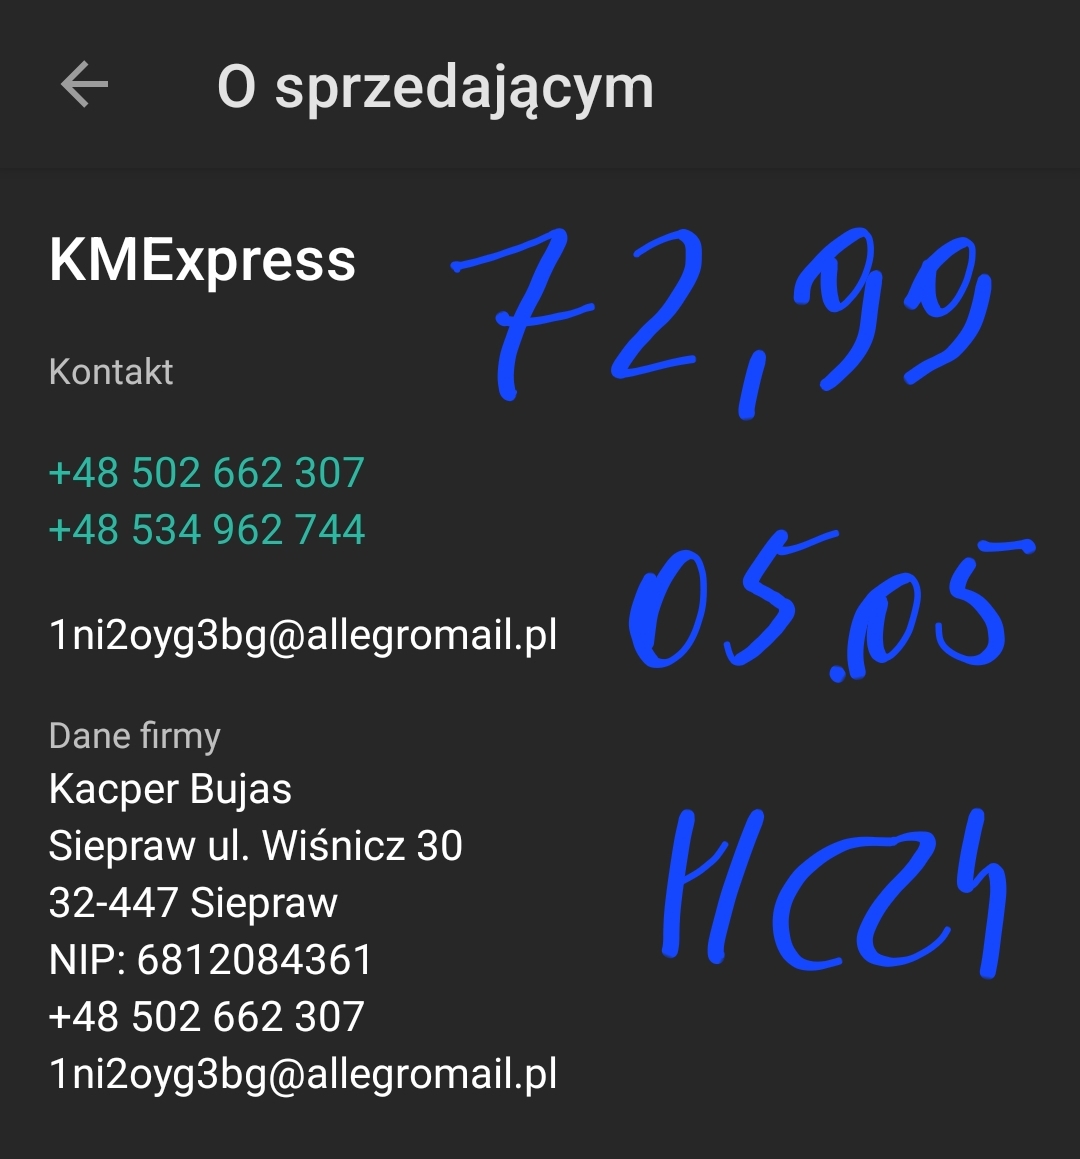 O sprzedającym
KMExpress
72,99
Kontakt
+48 502 662 307
+48 534 962 744
05.05
1ni2oyg3bg@allegromail.pl
Dane firmy
Kacper Bujas
Siepraw ul. Wiśnicz 30
32-447 Siepraw
NIP: 6812084361
+48 502 662 307
1ni2oyg3bg@allegromail.pl